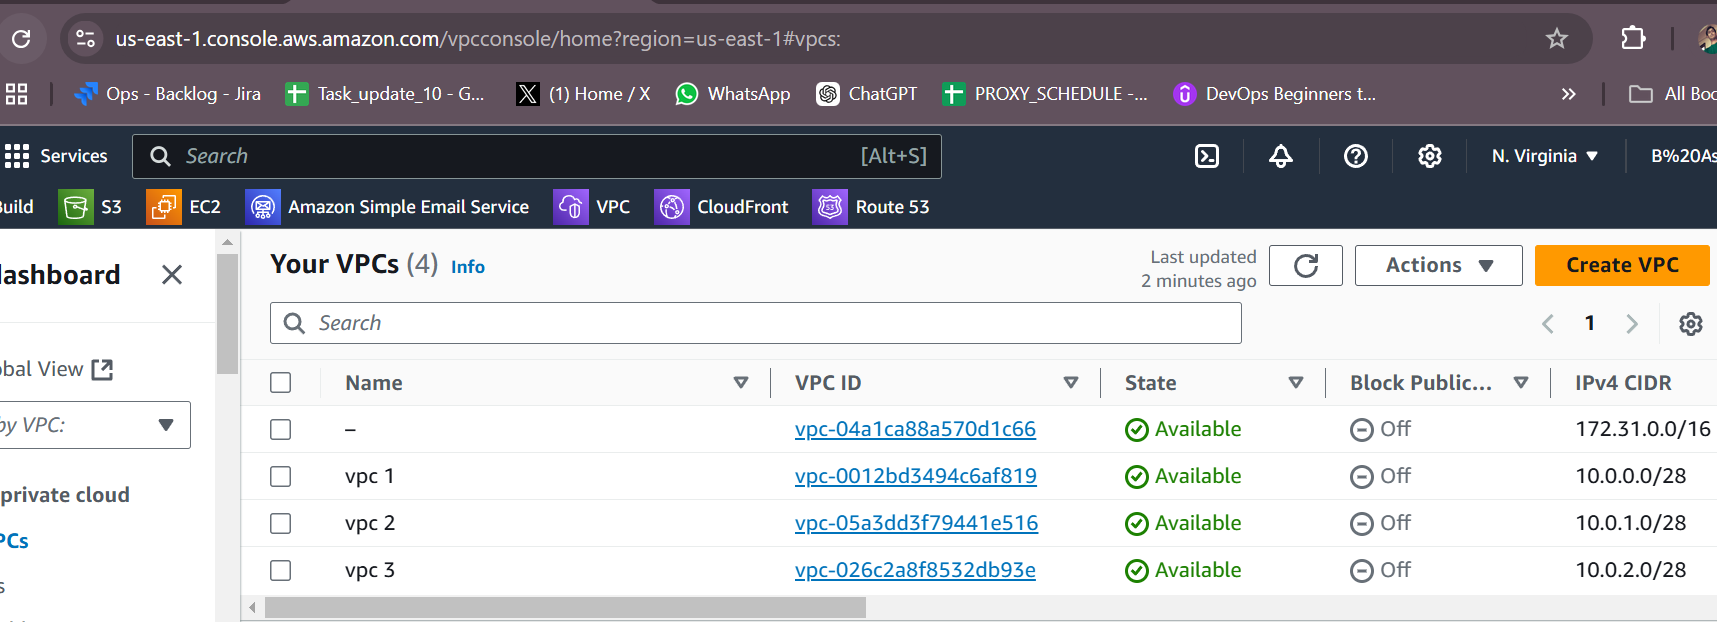 us-east-1.console.aws.amazon.com/vpcconsole/home?region=us-east-1#vpcs:
Ops - Backlog - Jira Task_update_10 - G... (1) Home / X WhatsApp ChatGPT PROXY_SCHEDULE -... DevOps Beginners t... » All Boo
Services Search [Alt+S] N. Virginia B%20As
Build S3 EC2 Amazon Simple Email Service VPC CloudFront Route 53
dashboard
Your VPCs (4) Info
Last updated
2 minutes ago
Actions Create VPC
Search
1
obal View
by VPC:
Name VPC ID State Block Public... IPv4 CIDR
– vpc-04a1ca88a570d1c66 Available Off 172.31.0.0/16
vpc 1 vpc-0012bd3494c6af819 Available Off 10.0.0.0/28
private cloud
vpc 2 vpc-05a3dd3f79441e516 Available Off 10.0.1.0/28
PCs
vpc 3 vpc-026c2a8f8532db93e Available Off 10.0.2.0/28
s